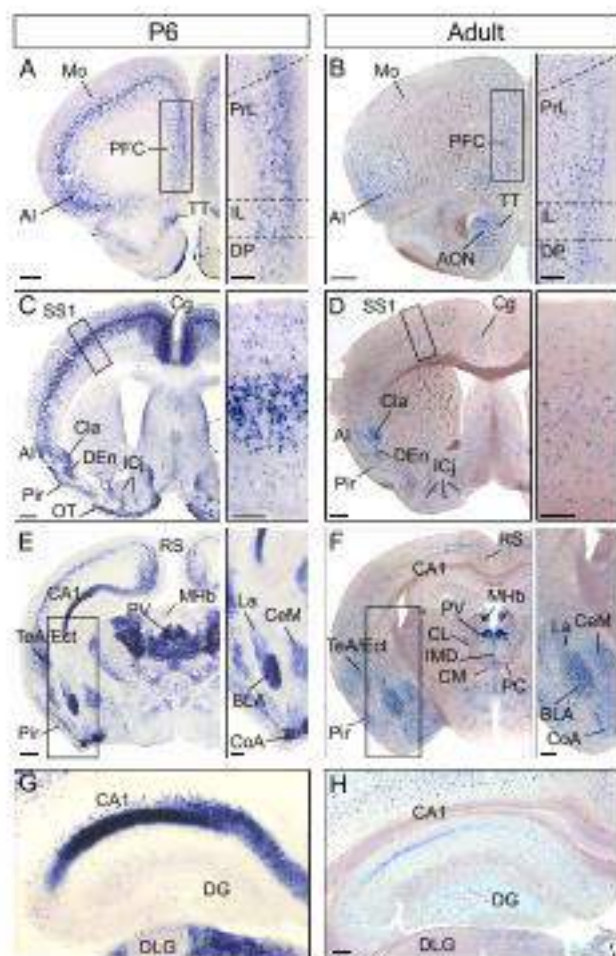 P6
Adult
A
Mo
PFC
AI
TT
PrL
IL
DP
B
Mo
PFC
AI
TT
AON
PrL
IL
DP
C
SS1
Cg
AI
Cla
DEn
ICj
Pir
OT
D
SS1
Cg
AI
Cla
DEn
ICj
Pir
E
RS
CA1
MHb
PV
TeA/Ect
Pir
La
CeM
BLA
CoA
F
RS
CA1
MHb
PV
CL
TeA/Ect
IMD
CM
PC
Pir
La
CeM
BLA
CoA
G
CA1
DG
DLG
H
CA1
DG
DLG